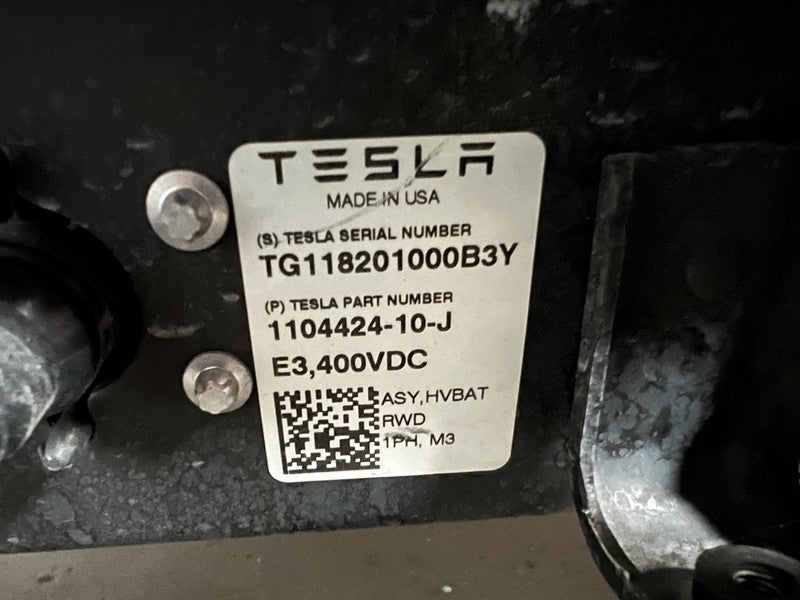 TESLA
MADE IN USA
(S) TESLA SERIAL NUMBER
TG118201000B3Y
(P) TESLA PART NUMBER
1104424-10-J
E3,400VDC
ASY,HVBAT
RWD
1PH, M3